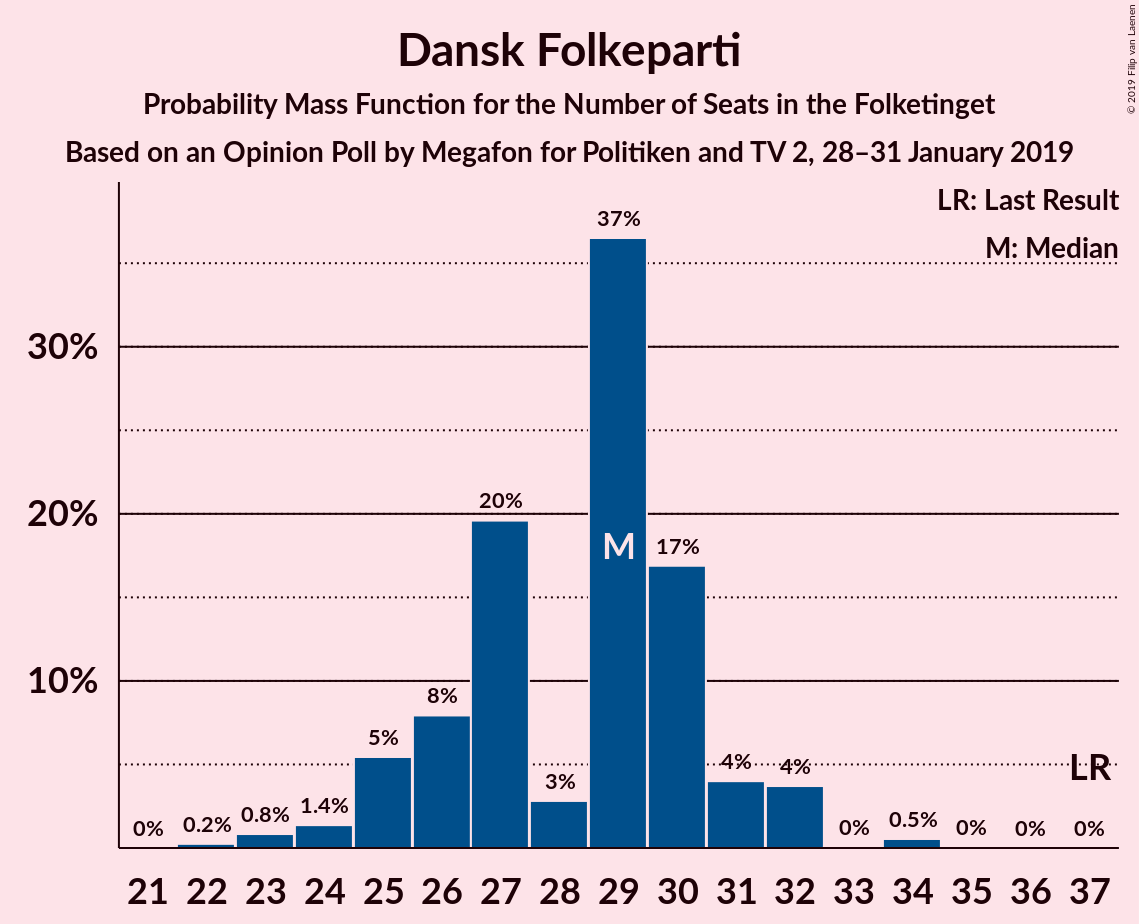 Dansk Folkeparti
Probability Mass Function for the Number of Seats in the Folketinget
Based on an Opinion Poll by Megafon for Politiken and TV 2, 28–31 January 2019
© 2019 Filip van Laenen
LR: Last Result
M: Median
30%
20%
10%
0%
0.2%
0.8%
1.4%
5%
8%
20%
3%
37%
M
17%
4%
4%
0%
0.5%
0%
0%
0%
LR
21 22 23 24 25 26 27 28 29 30 31 32 33 34 35 36 37